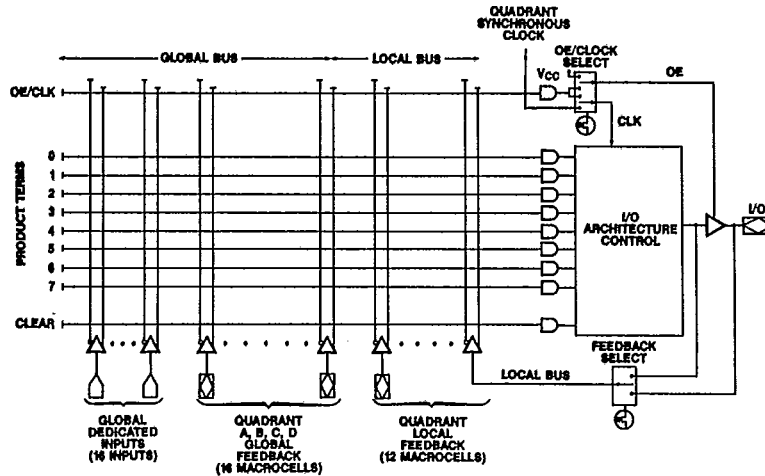 QUADRANT
SYNCHRONOUS
CLOCK
OE/CLOCK
SELECT
GLOBAL BUS
LOCAL BUS
VCC
OE
OE/CLK
CLK
PRODUCT TERMS
0
1
2
3
4
5
6
7
I/O
ARCHITECTURE
CONTROL
I/O
CLEAR
FEEDBACK
SELECT
LOCAL BUS
GLOBAL
DEDICATED
INPUTS
(16 INPUTS)
QUADRANT
A, B, C, D
GLOBAL
FEEDBACK
(16 MACROCELLS)
QUADRANT
LOCAL
FEEDBACK
(12 MACROCELLS)